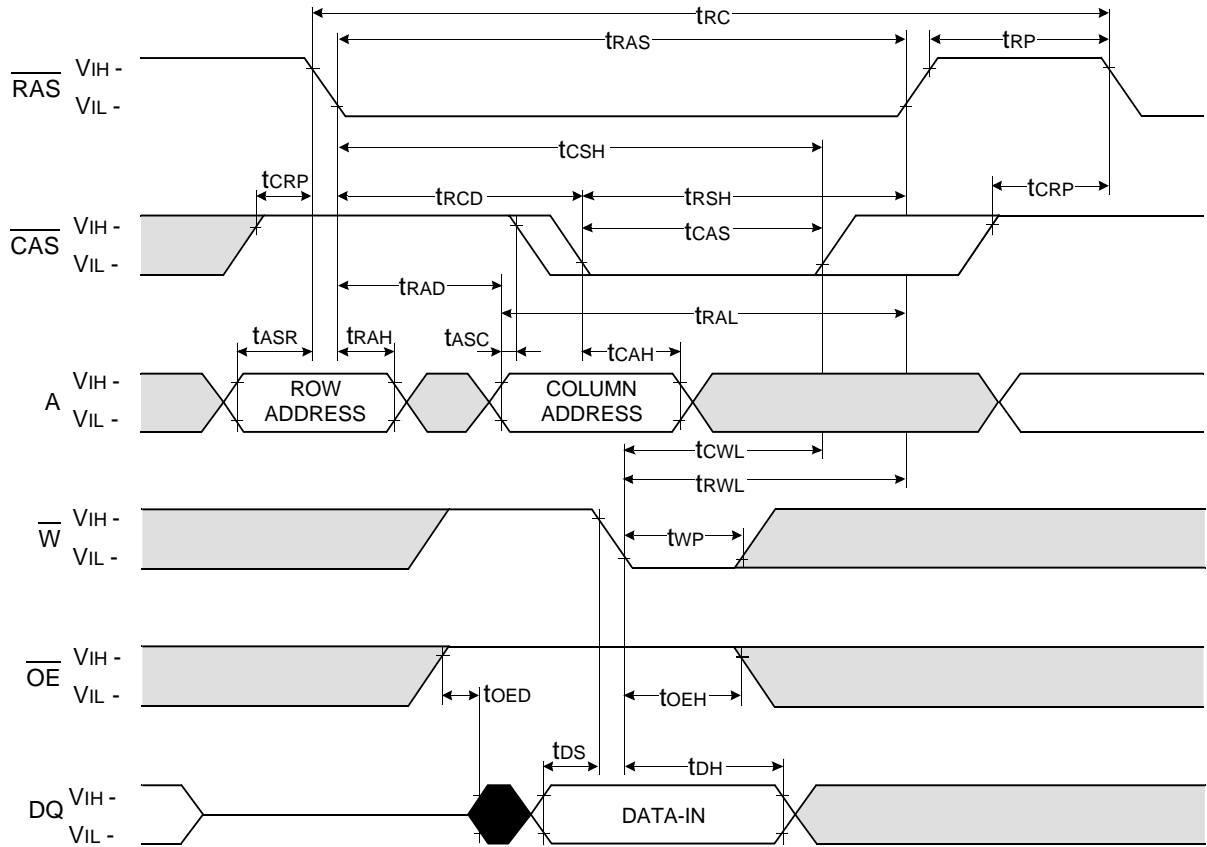 tRC
tRAS
tRP
RAS
VIH -
VIL -
tCSH
tCRP
tRCD
tRSH
tCRP
CAS
VIH -
VIL -
tCAS
tRAD
tRAL
tASR
tRAH
tASC
tCAH
A
VIH -
VIL -
ROW
ADDRESS
COLUMN
ADDRESS
tCWL
tRWL
W
VIH -
VIL -
tWP
OE
VIH -
VIL -
tOED
tOEH
tDS
tDH
DQ
VIH -
VIL -
DATA-IN